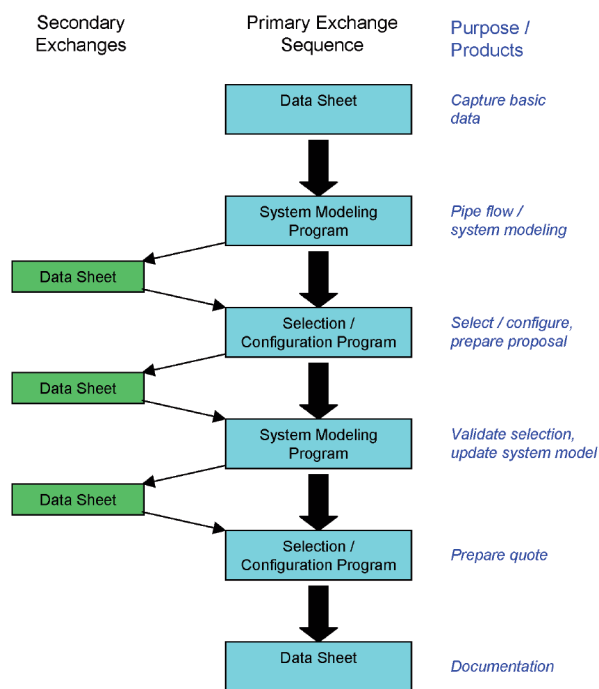 Secondary
Exchanges
Primary Exchange
Sequence
Purpose /
Products
Data Sheet
Capture basic
data
System Modeling
Program
Pipe flow /
system modeling
Data Sheet
Selection /
Configuration Program
Select / configure,
prepare proposal
Data Sheet
System Modeling
Program
Validate selection,
update system model
Data Sheet
Selection /
Configuration Program
Prepare quote
Data Sheet
Documentation